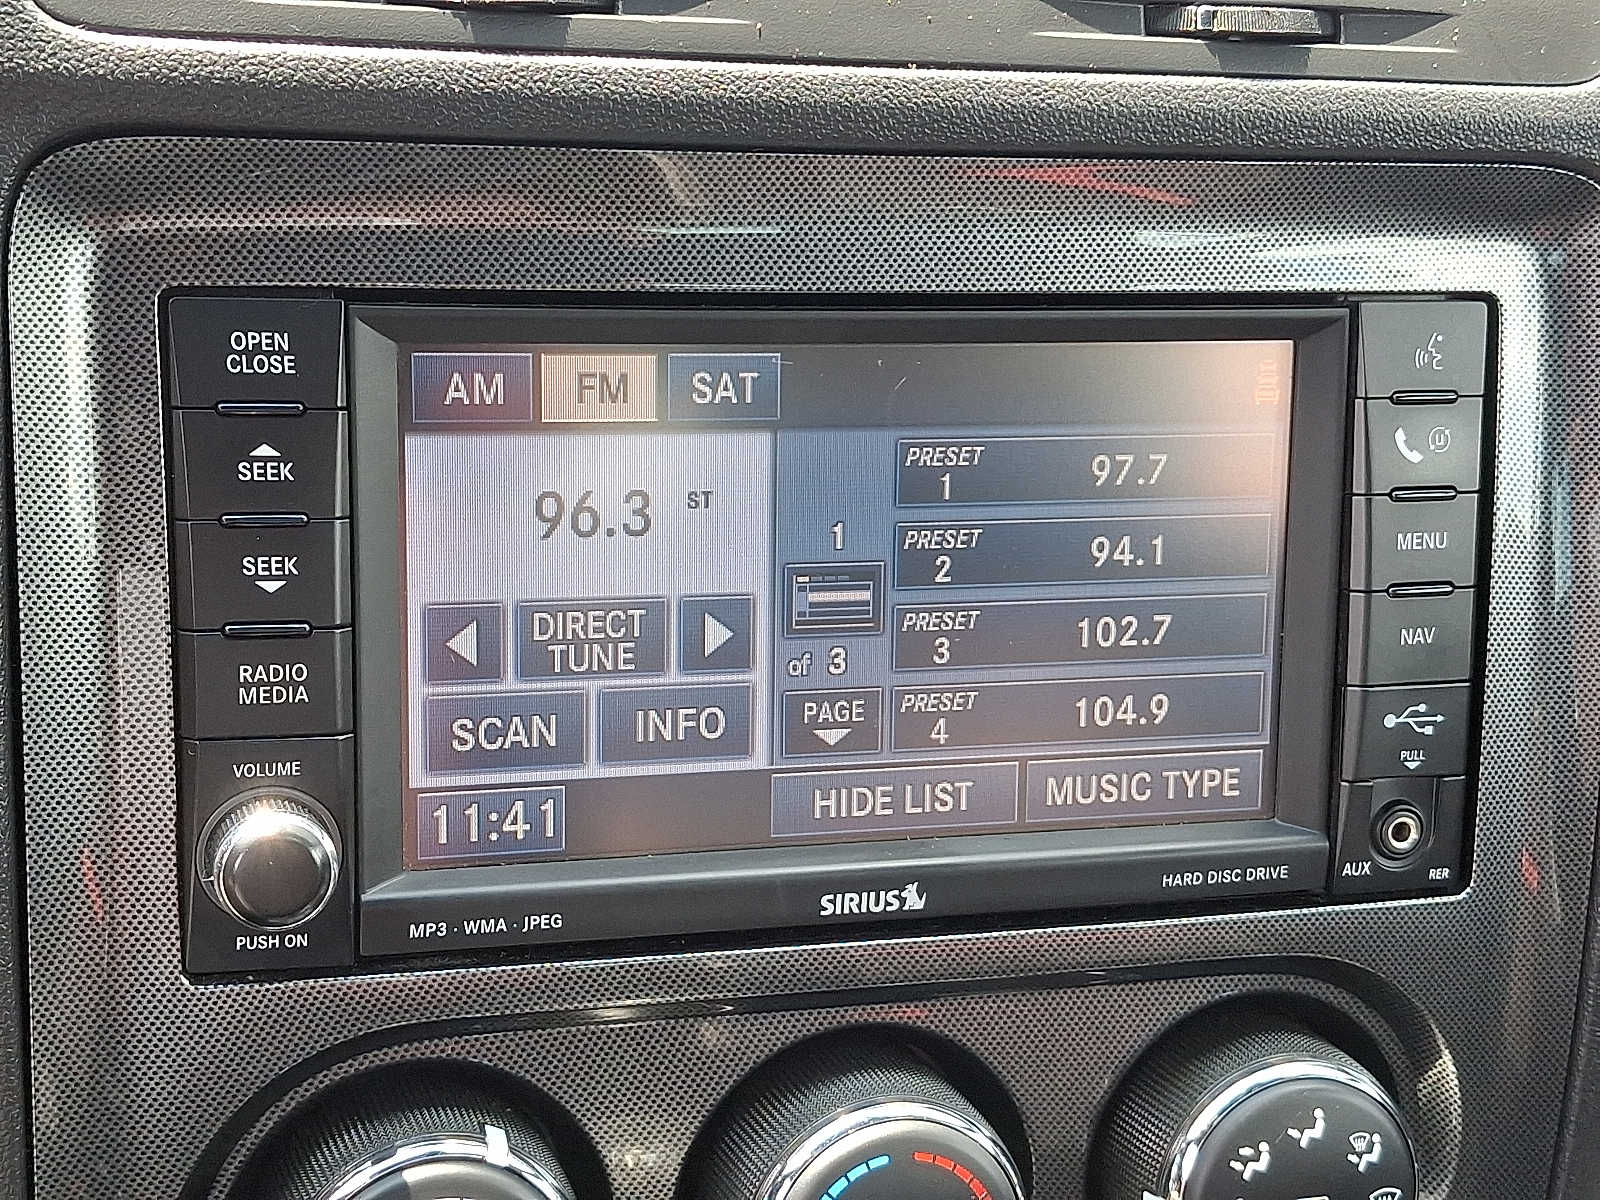 OPEN
CLOSE
SEEK
SEEK
RADIO
MEDIA
VOLUME
PUSH ON
AM FM SAT
96.3 ST
DIRECT
TUNE
SCAN INFO
11:41
1
of 3
PAGE
PRESET
1 97.7
PRESET
2 94.1
PRESET
3 102.7
PRESET
4 104.9
HIDE LIST MUSIC TYPE
MP3 · WMA · JPEG
SIRIUS
HARD DISC DRIVE
MENU
NAV
PULL
AUX RER